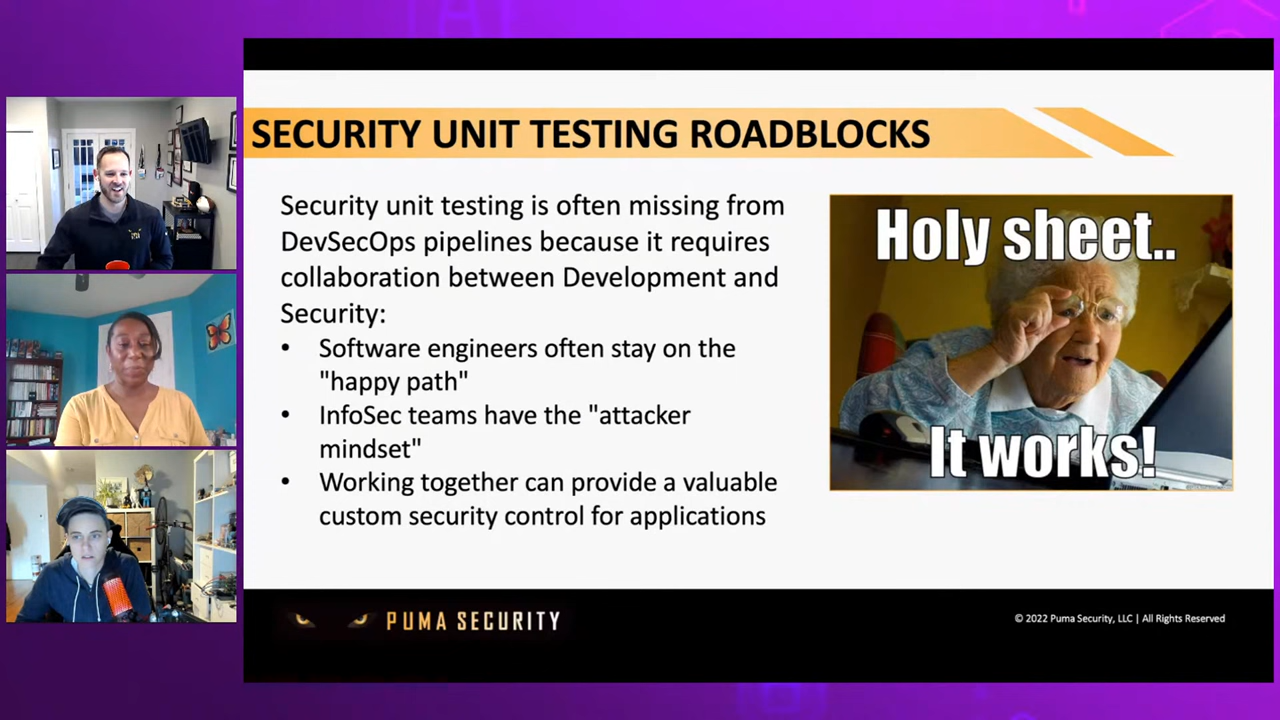 SECURITY UNIT TESTING ROADBLOCKS
Security unit testing is often missing from
DevSecOps pipelines because it requires
collaboration between Development and
Security:
• Software engineers often stay on the
"happy path"
• InfoSec teams have the "attacker
mindset"
• Working together can provide a valuable
custom security control for applications
Holy sheet..
It works!
PUMA SECURITY
© 2022 Puma Security, LLC | All Rights Reserved